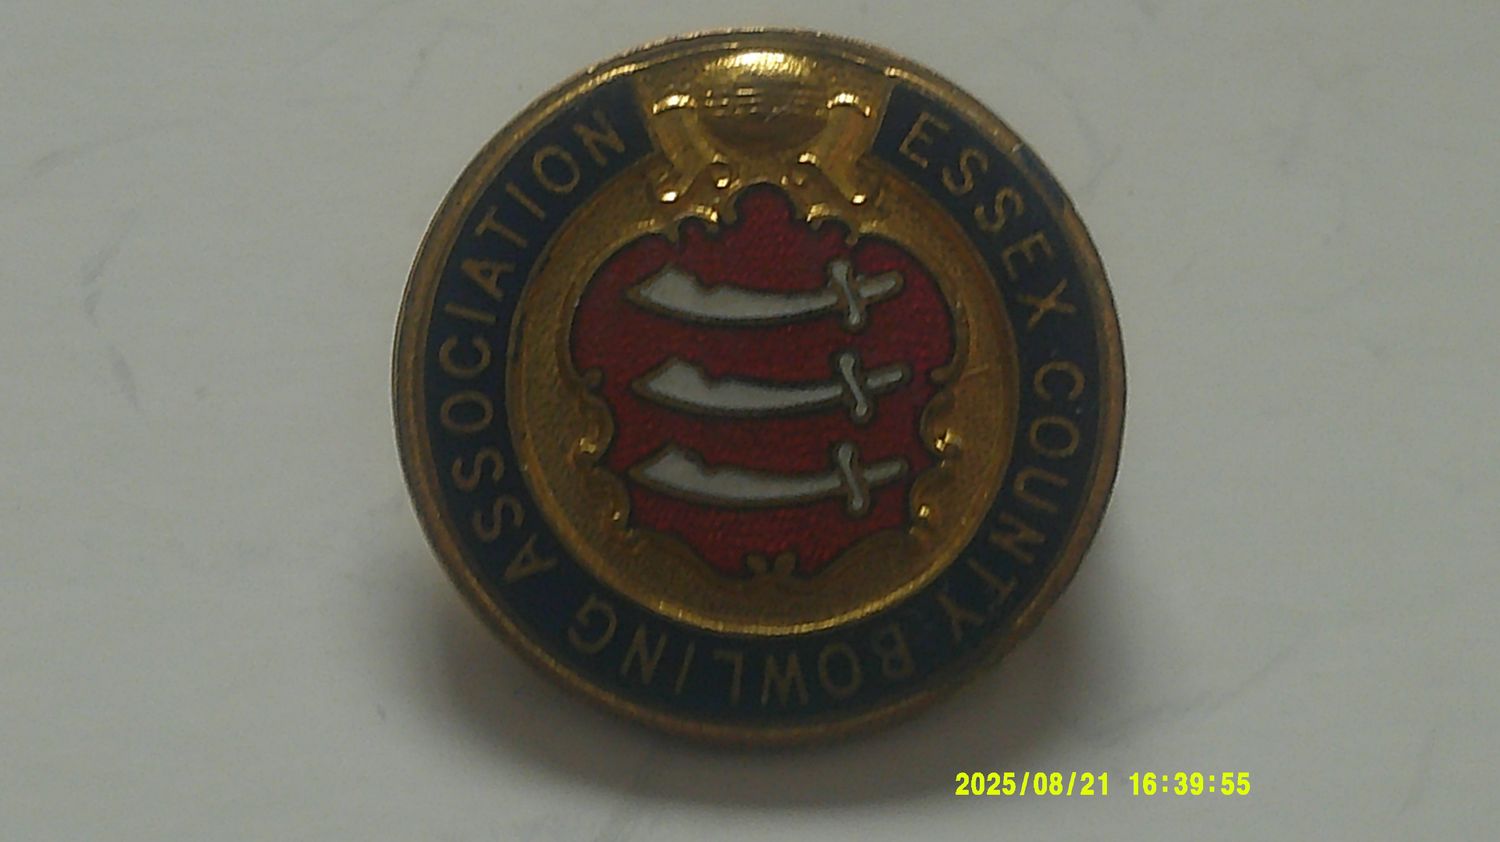 ESSEX COUNTY BOWLING ASSOCIATION
2025/08/21 16:39:55